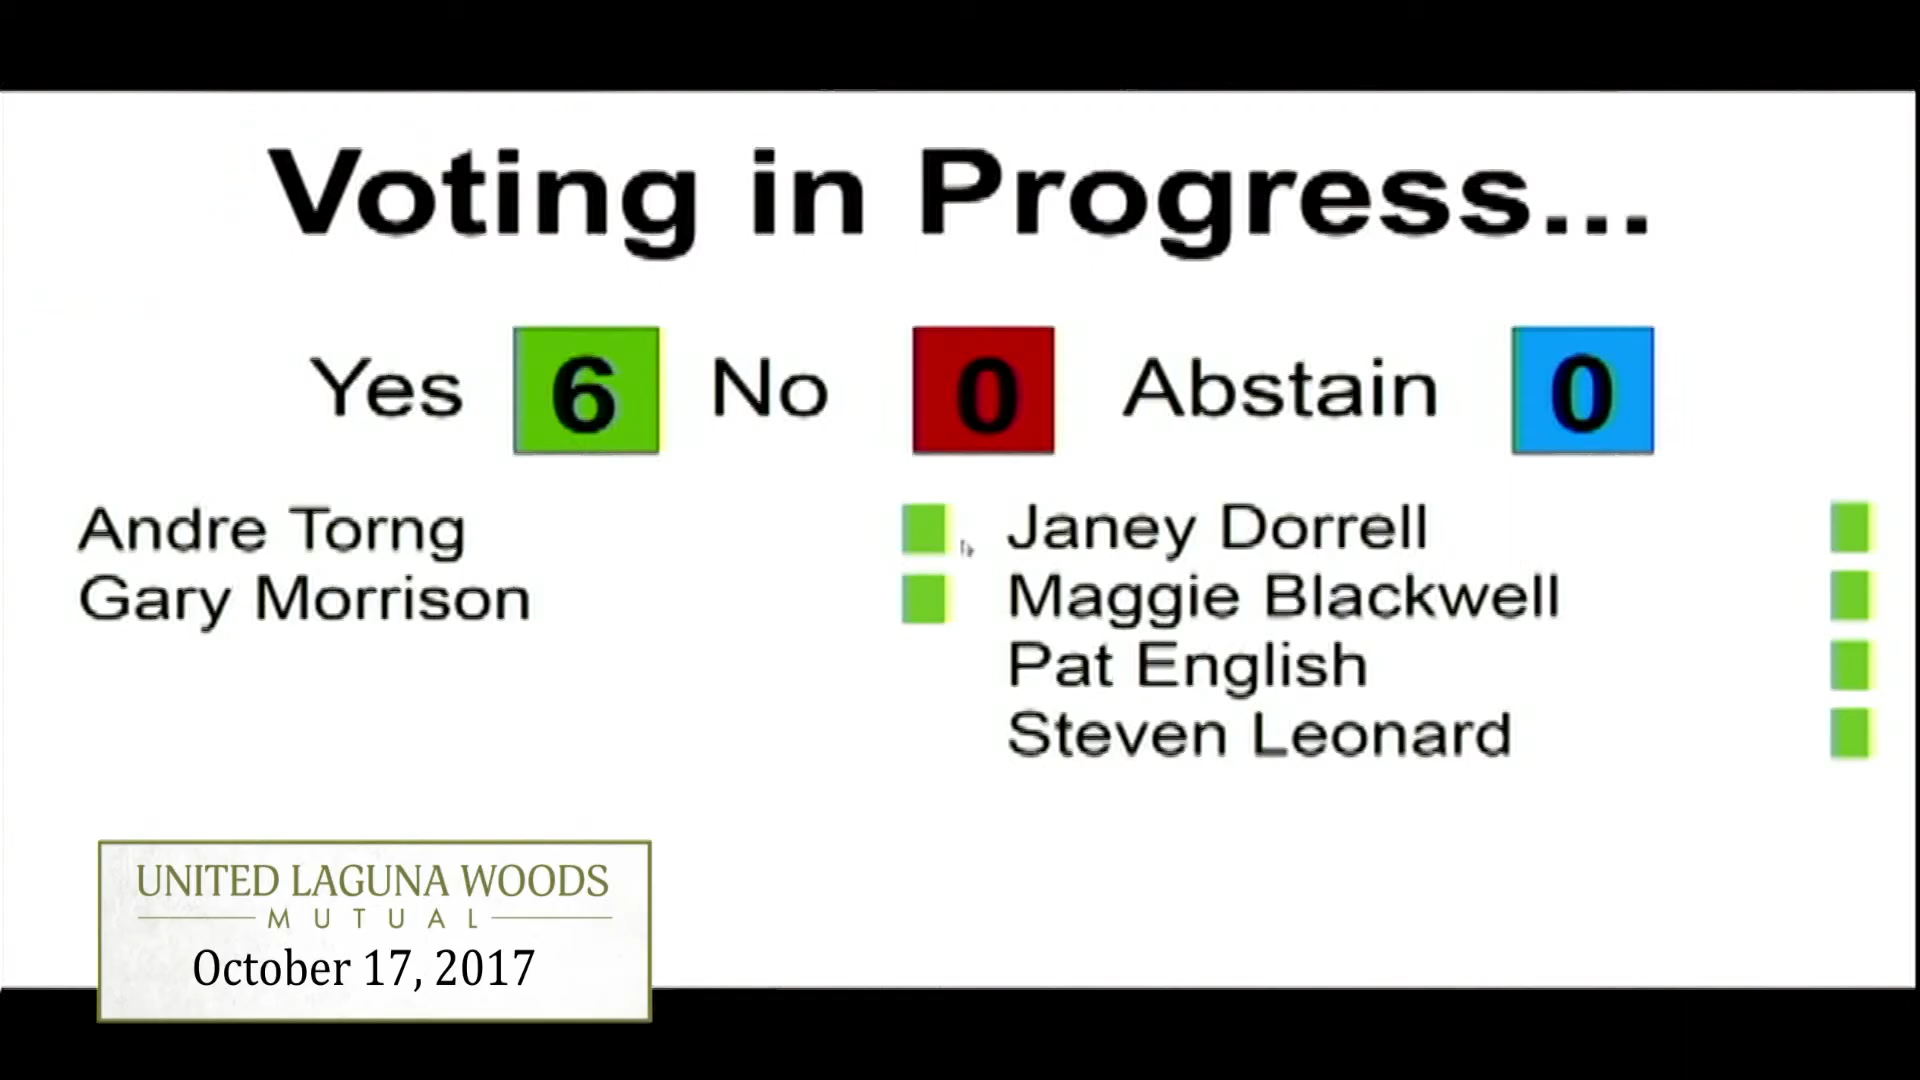 Voting in Progress...
Yes 6 No 0 Abstain 0
Andre Torng
Gary Morrison
Janey Dorrell
Maggie Blackwell
Pat English
Steven Leonard
UNITED LAGUNA WOODS
MUTUAL
October 17, 2017